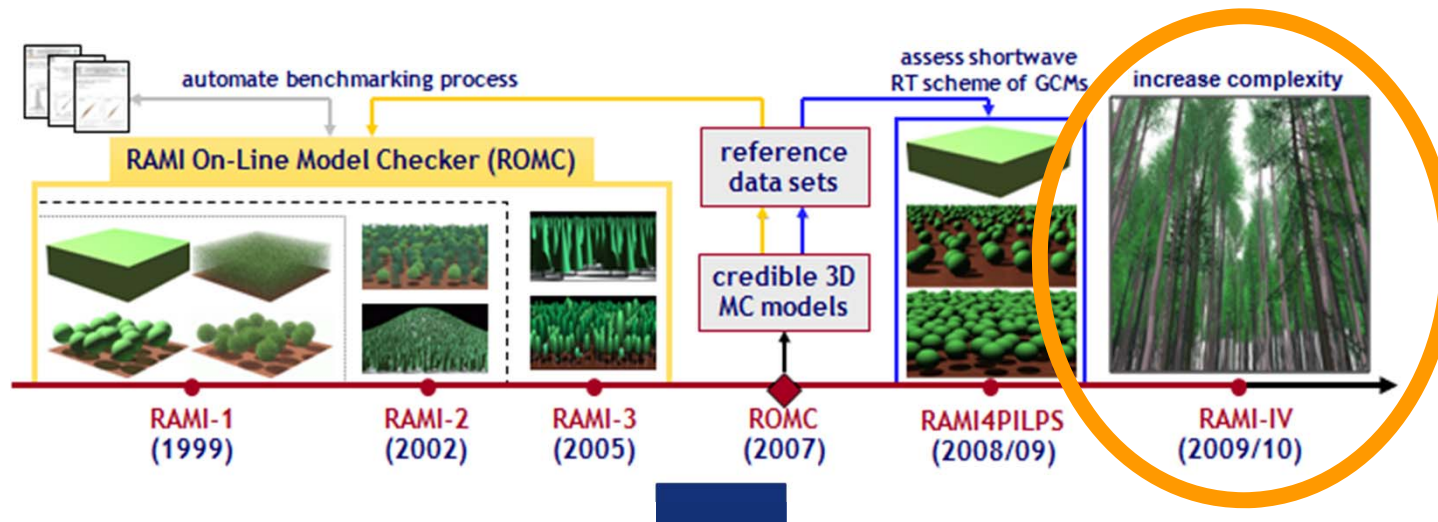 automate benchmarking process
assess shortwave
RT scheme of GCMs
increase complexity
RAMI On-Line Model Checker (ROMC)
reference
data sets
credible 3D
MC models
RAMI-1
(1999)
RAMI-2
(2002)
RAMI-3
(2005)
ROMC
(2007)
RAMI4PILPS
(2008/09)
RAMI-IV
(2009/10)